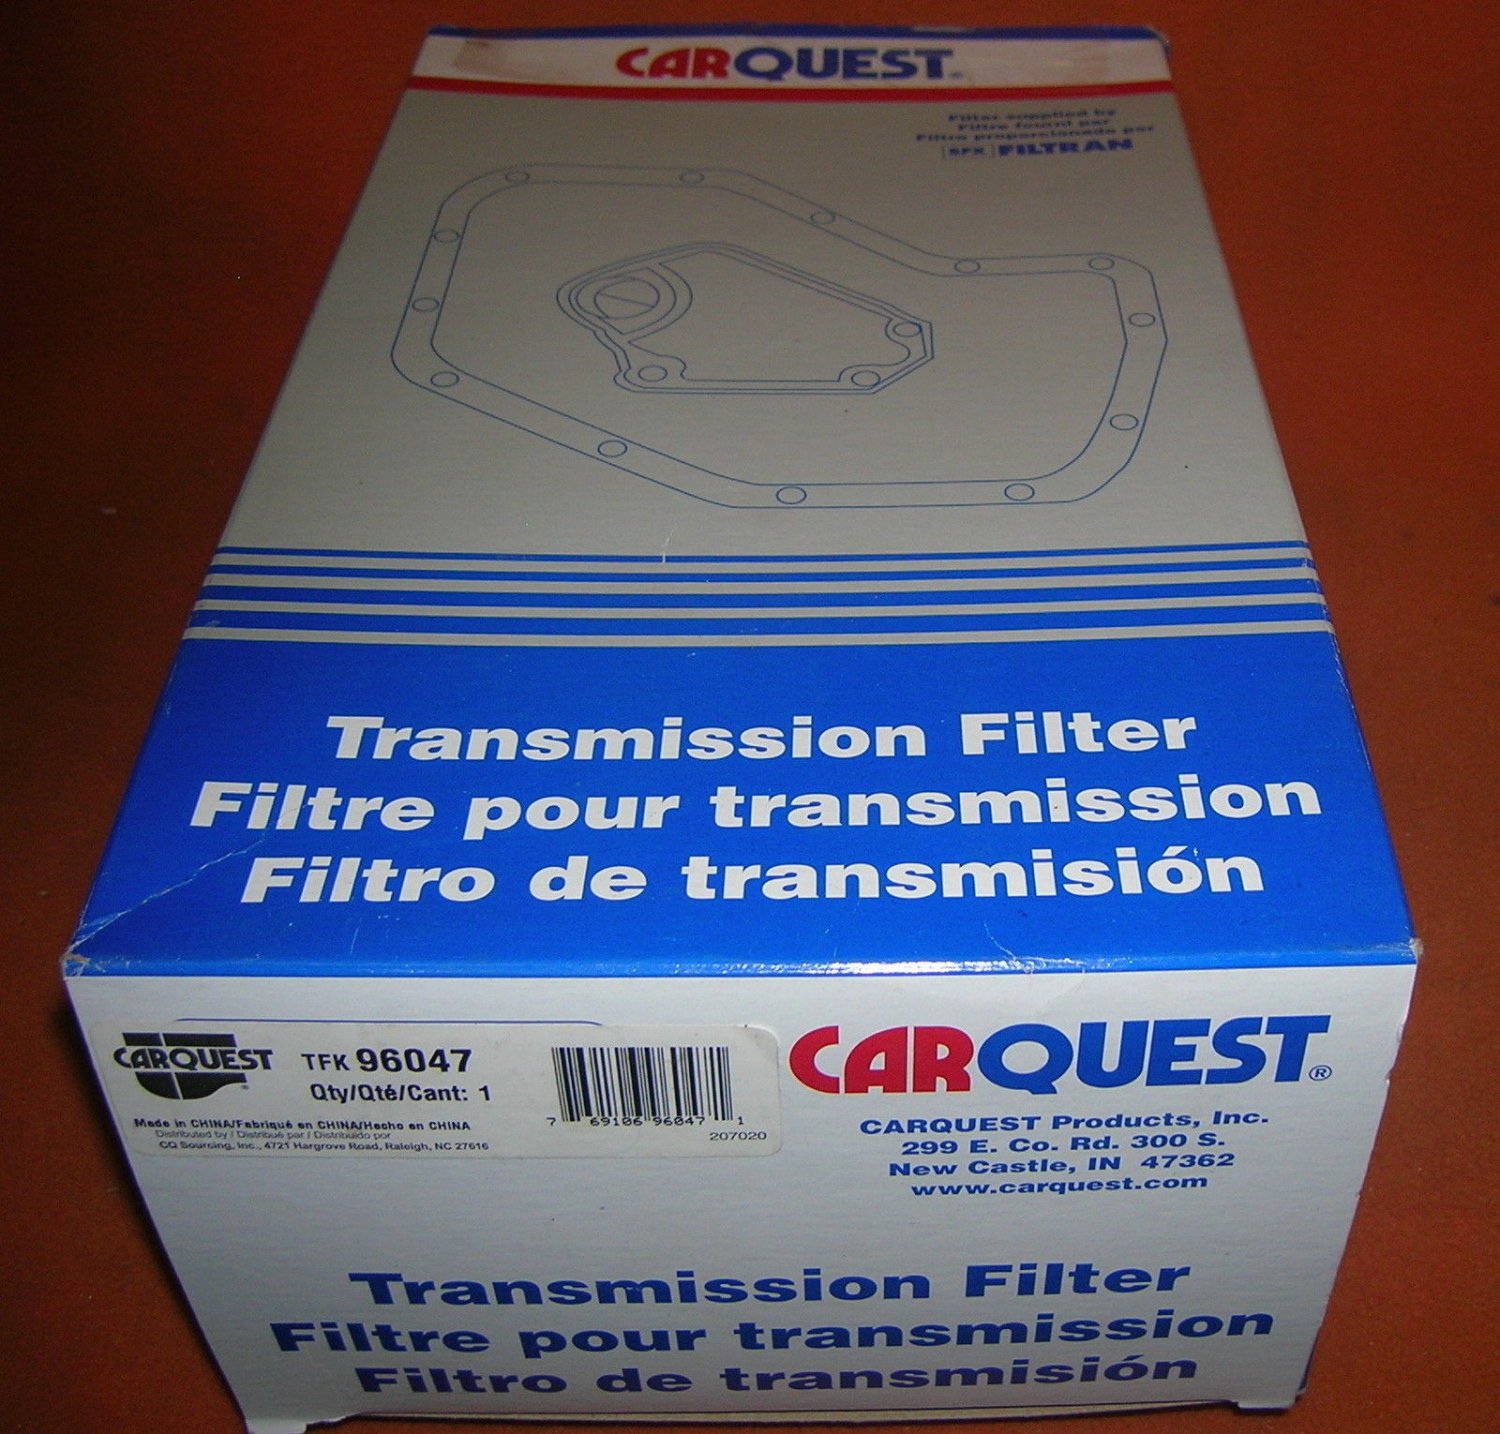 CARQUEST®
Filter supplied by
Filtre fourni par
Filtro proporcionado por
SPX FILTRAN
Transmission Filter
Filtre pour transmission
Filtro de transmisión
CARQUEST®
TFK 96047
Qty/Qté/Cant: 1
Made in CHINA/Fabriqué en CHINA/Hecho en CHINA
Distributed by / Distribué par / Distribuido por
CQ Sourcing, Inc., 4721 Hargrove Road, Raleigh, NC 27616
7 69106 96047 1
207020
CARQUEST®
CARQUEST Products, Inc.
299 E. Co. Rd. 300 S.
New Castle, IN 47362
www.carquest.com
Transmission Filter
Filtre pour transmission
Filtro de transmisión